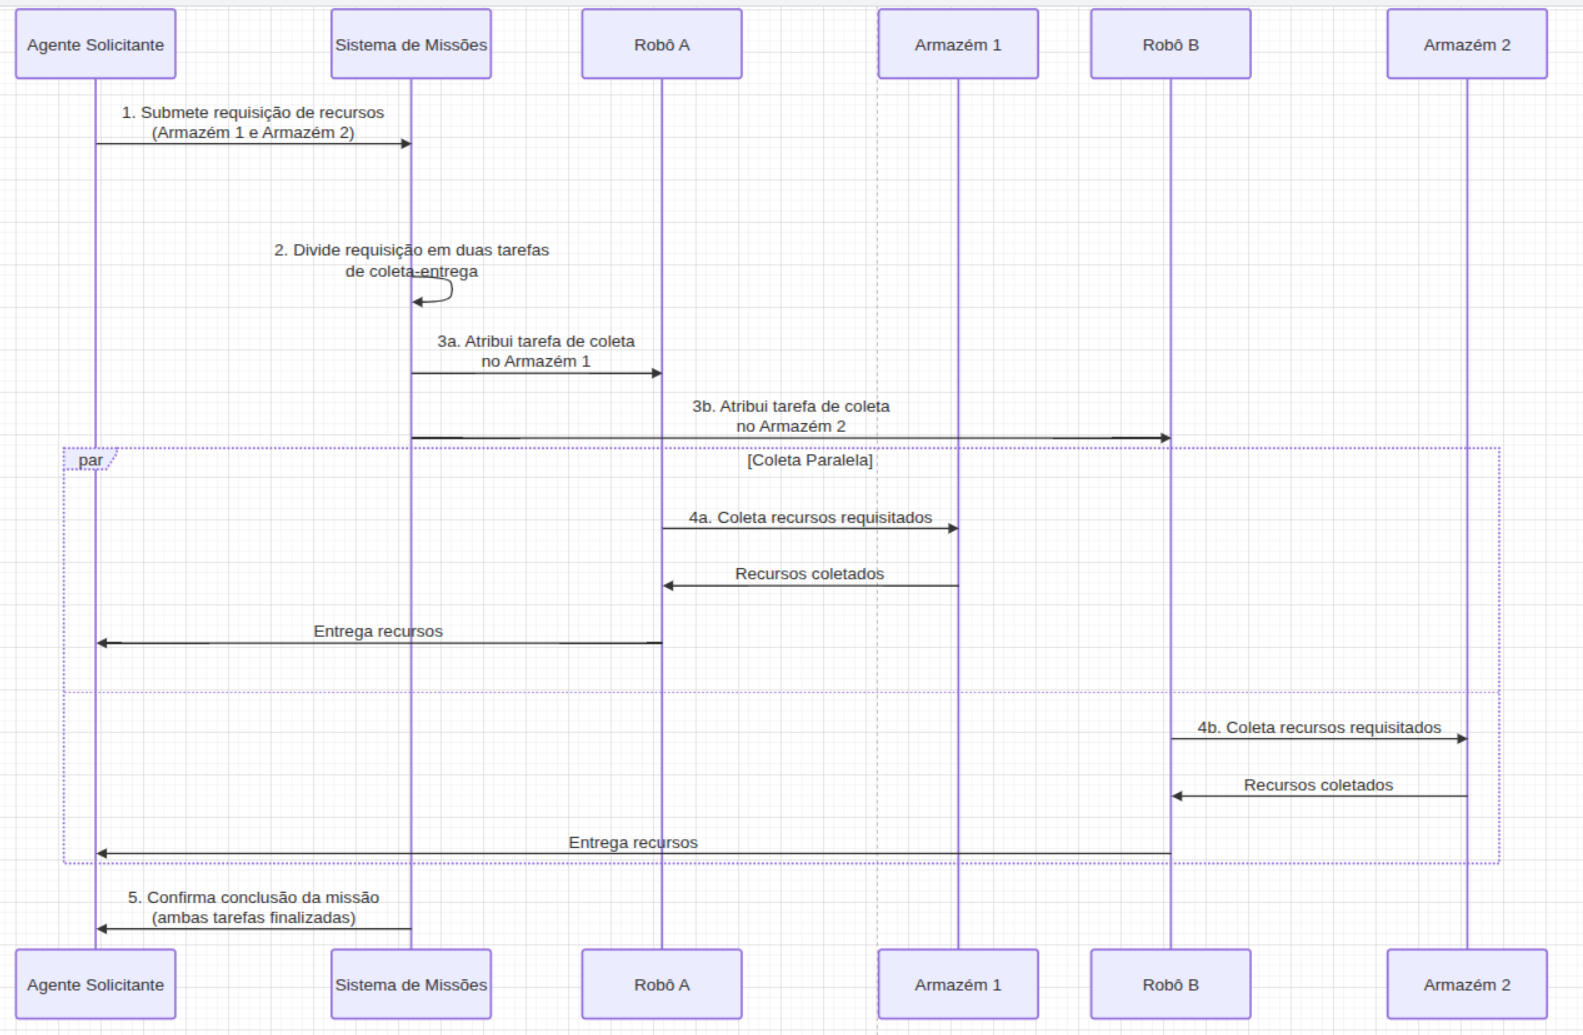 Agente Solicitante
Sistema de Missões
Robô A
Armazém 1
Robô B
Armazém 2
1. Submete requisição de recursos
(Armazém 1 e Armazém 2)
2. Divide requisição em duas tarefas
de coleta-entrega
3a. Atribui tarefa de coleta
no Armazém 1
3b. Atribui tarefa de coleta
no Armazém 2
par
[Coleta Paralela]
4a. Coleta recursos requisitados
Recursos coletados
Entrega recursos
4b. Coleta recursos requisitados
Recursos coletados
Entrega recursos
5. Confirma conclusão da missão
(ambas tarefas finalizadas)
Agente Solicitante
Sistema de Missões
Robô A
Armazém 1
Robô B
Armazém 2